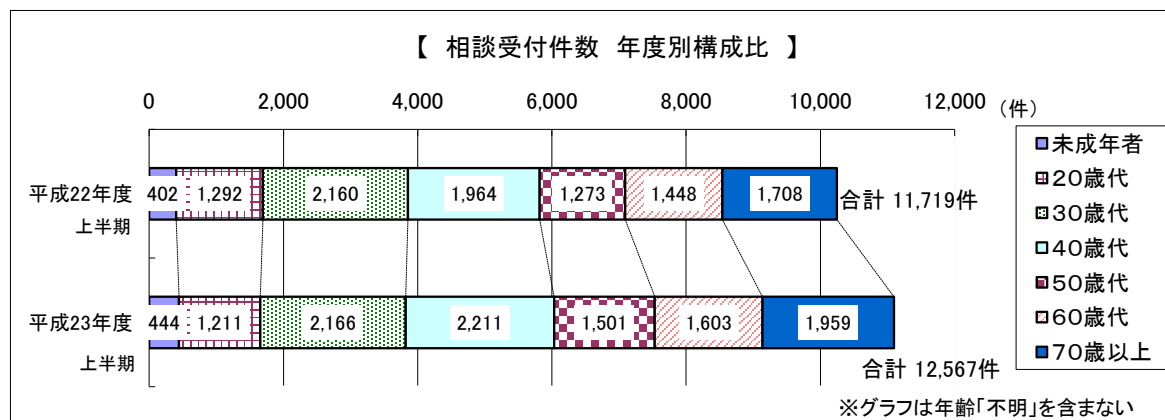 【 相談受付件数 年度別構成比 】
0 2,000 4,000 6,000 8,000 10,000 12,000 （件）
平成22年度
上半期
402 1,292 2,160 1,964 1,273 1,448 1,708 合計 11,719件
平成23年度
上半期
444 1,211 2,166 2,211 1,501 1,603 1,959
合計 12,567件
未成年者
20歳代
30歳代
40歳代
50歳代
60歳代
70歳以上
※グラフは年齢「不明」を含まない